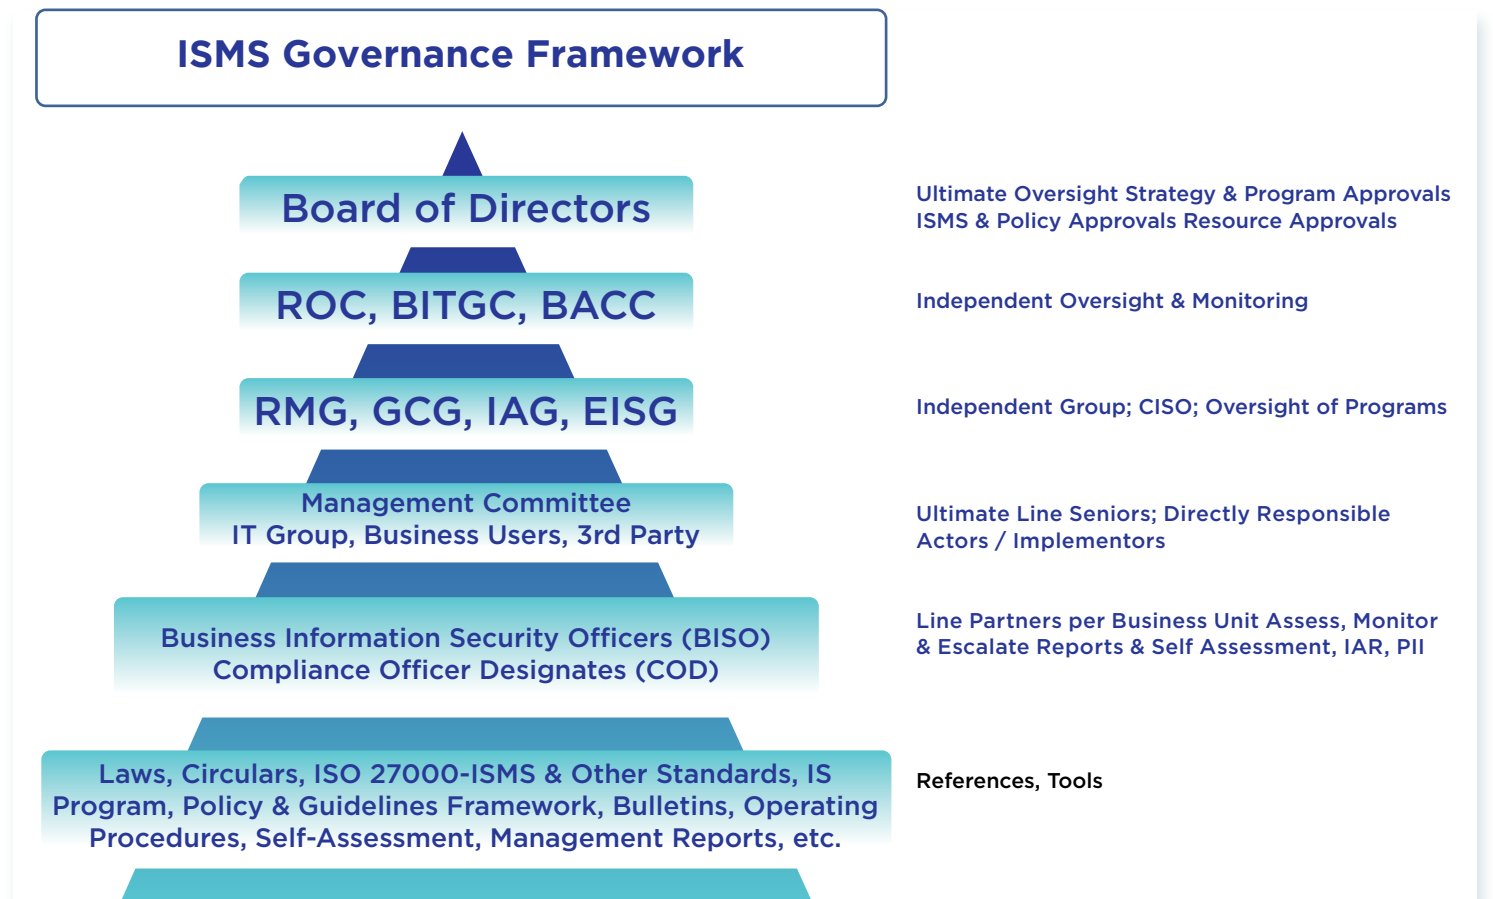 ISMS Governance Framework
Board of Directors
Ultimate Oversight Strategy & Program Approvals
ISMS & Policy Approvals Resource Approvals
ROC, BITGC, BACC
Independent Oversight & Monitoring
RMG, GCG, IAG, EISG
Independent Group; CISO; Oversight of Programs
Management Committee
IT Group, Business Users, 3rd Party
Ultimate Line Seniors; Directly Responsible
Actors / Implementors
Business Information Security Officers (BISO)
Compliance Officer Designates (COD)
Line Partners per Business Unit Assess, Monitor
& Escalate Reports & Self Assessment, IAR, PII
Laws, Circulars, ISO 27000-ISMS & Other Standards, IS
Program, Policy & Guidelines Framework, Bulletins, Operating
Procedures, Self-Assessment, Management Reports, etc.
References, Tools